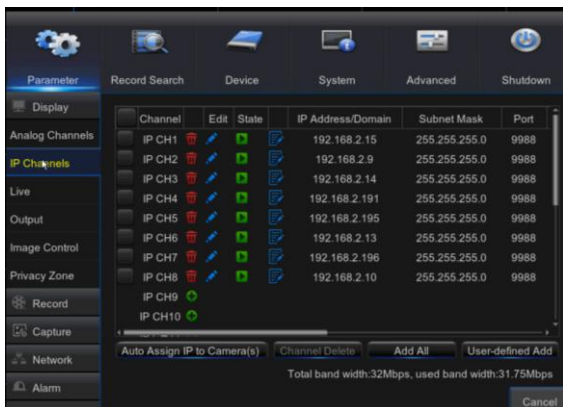 Parameter Record Search Device System Advanced Shutdown
Display
Analog Channels
IP Channels
Live
Output
Image Control
Privacy Zone
Record
Capture
Network
Alarm
Channel Edit State IP Address/Domain Subnet Mask Port
IP CH1 192.168.2.15 255.255.255.0 9988
IP CH2 192.168.2.9 255.255.255.0 9988
IP CH3 192.168.2.14 255.255.255.0 9988
IP CH4 192.168.2.191 255.255.255.0 9988
IP CH5 192.168.2.195 255.255.255.0 9988
IP CH6 192.168.2.13 255.255.255.0 9988
IP CH7 192.168.2.196 255.255.255.0 9988
IP CH8 192.168.2.10 255.255.255.0 9988
IP CH9
IP CH10
Auto Assign IP to Camera(s) Channel Delete Add All User-defined Add
Total band width:32Mbps, used band width:31.75Mbps
Cancel